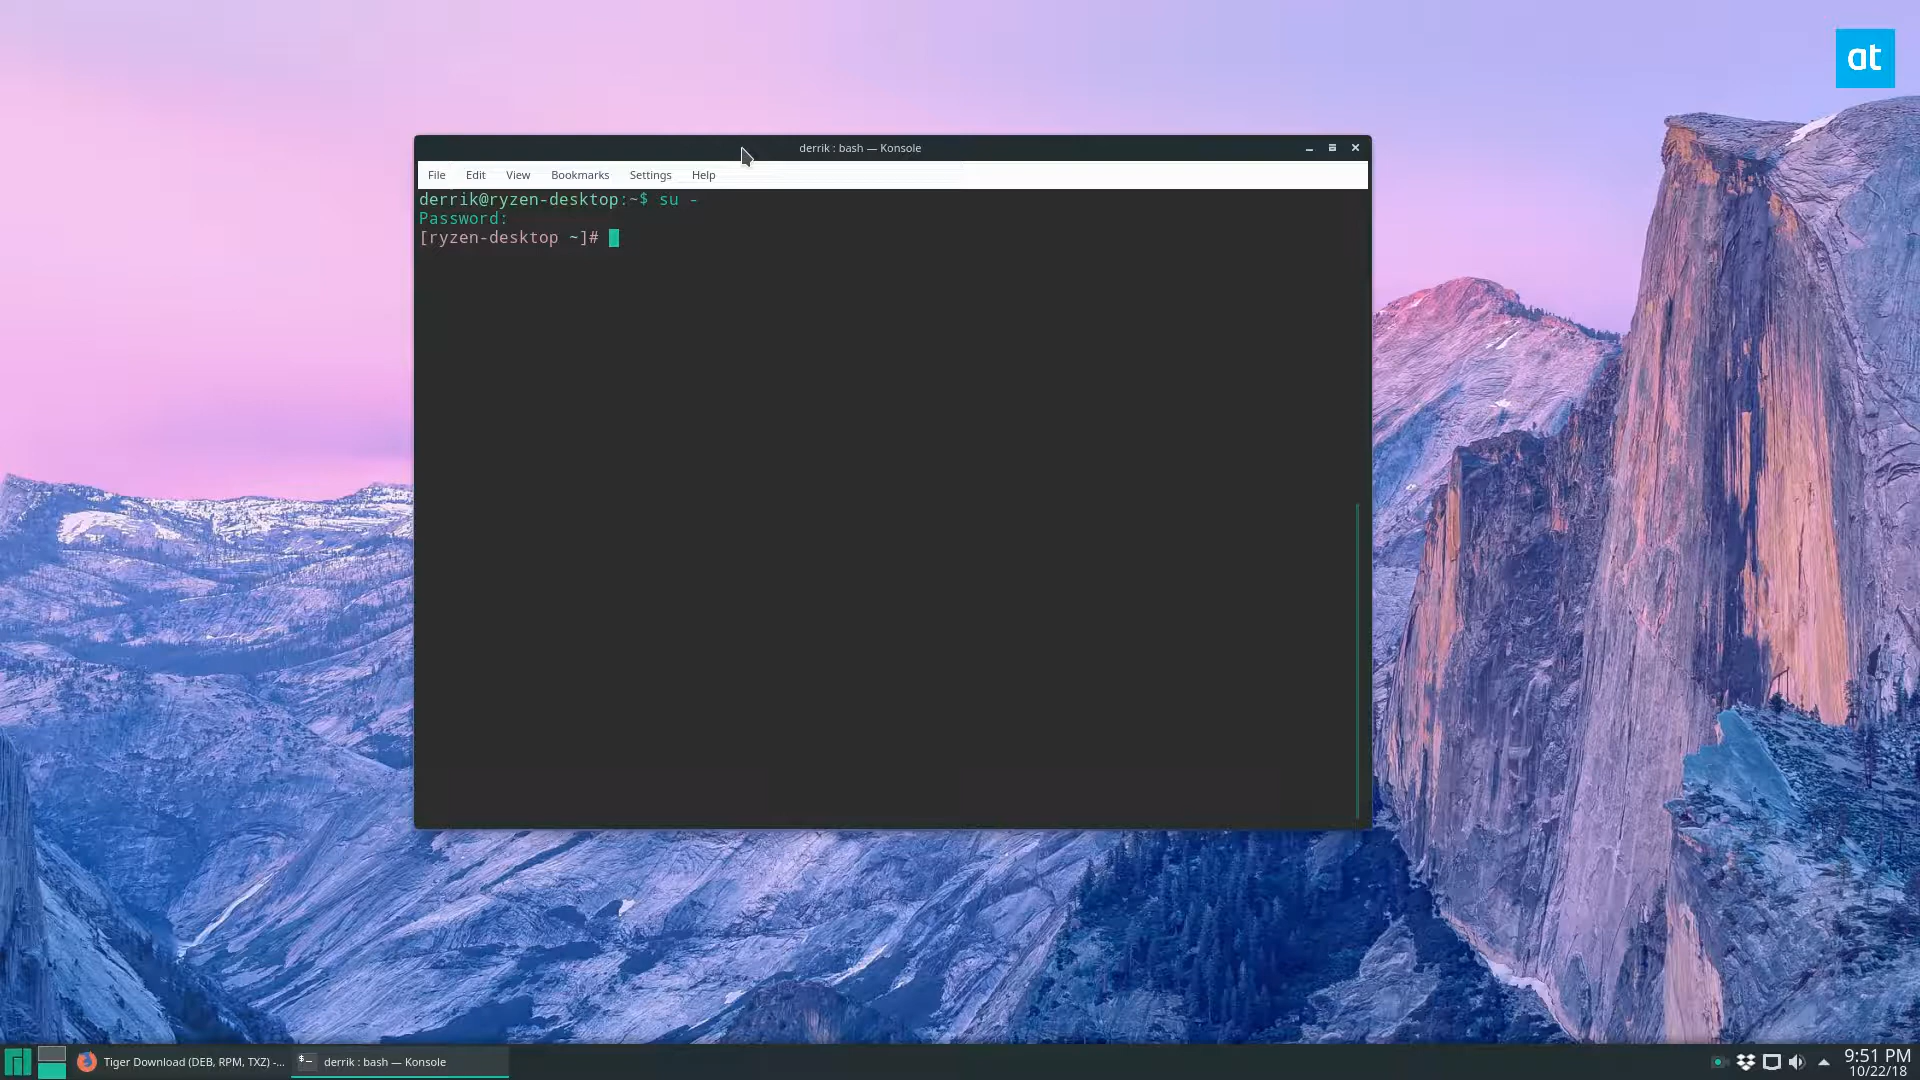 at
derrik : bash — Konsole
File Edit View Bookmarks Settings Help
derrik@ryzen-desktop:~$ su -
Password:
[ryzen-desktop ~]#
Tiger Download (DEB, RPM, TXZ) -...
$_ derrik : bash — Konsole
9:51 PM
10/22/18